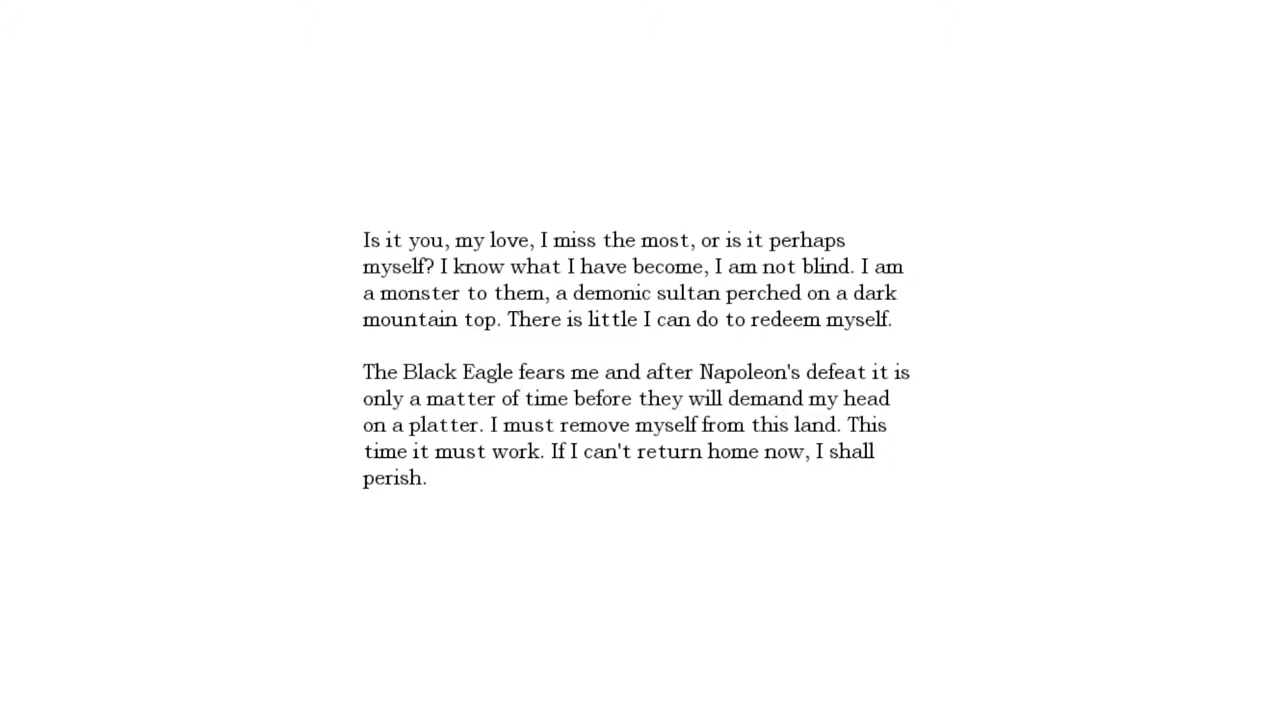 Is it you, my love, I miss the most, or is it perhaps
myself? I know what I have become, I am not blind. I am
a monster to them, a demonic sultan perched on a dark
mountain top. There is little I can do to redeem myself.
The Black Eagle fears me and after Napoleon's defeat it is
only a matter of time before they will demand my head
on a platter. I must remove myself from this land. This
time it must work. If I can't return home now, I shall
perish.